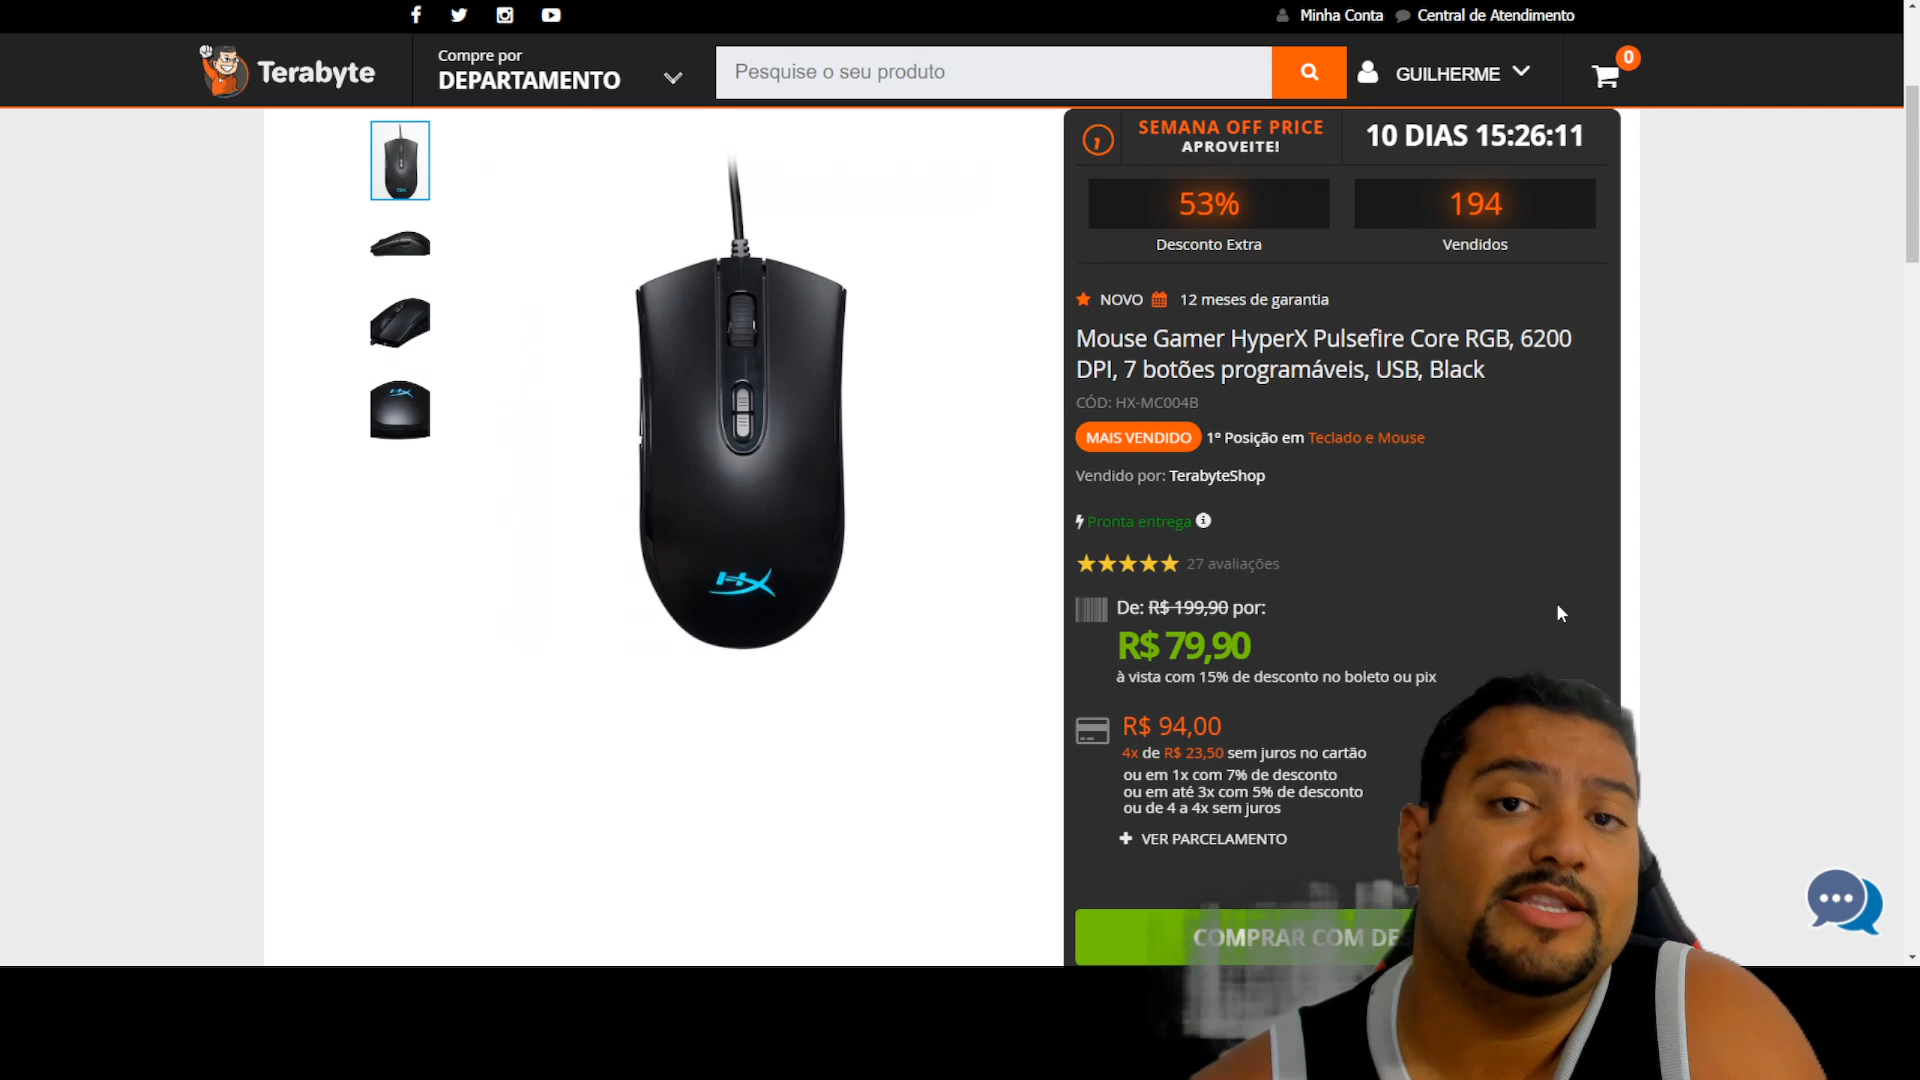 Minha Conta
Central de Atendimento
Terabyte
Compre por
DEPARTAMENTO
Pesquise o seu produto
GUILHERME
0
SEMANA OFF PRICE
APROVEITE!
10 DIAS 15:26:11
53%
Desconto Extra
194
Vendidos
NOVO
12 meses de garantia
Mouse Gamer HyperX Pulsefire Core RGB, 6200
DPI, 7 botões programáveis, USB, Black
CÓD: HX-MC004B
MAIS VENDIDO 1º Posição em Teclado e Mouse
Vendido por: TerabyteShop
Pronta entrega
27 avaliações
De: R$ 199,90 por:
R$ 79,90
à vista com 15% de desconto no boleto ou pix
R$ 94,00
4x de R$ 23,50 sem juros no cartão
ou em 1x com 7% de desconto
ou em até 3x com 5% de desconto
ou de 4 a 4x sem juros
+ VER PARCELAMENTO
COMPRAR COM DES
HX